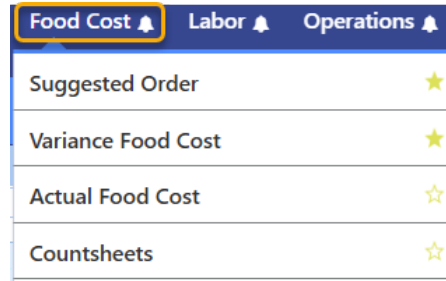 Food Cost Labor Operations
Suggested Order
Variance Food Cost
Actual Food Cost
Countsheets